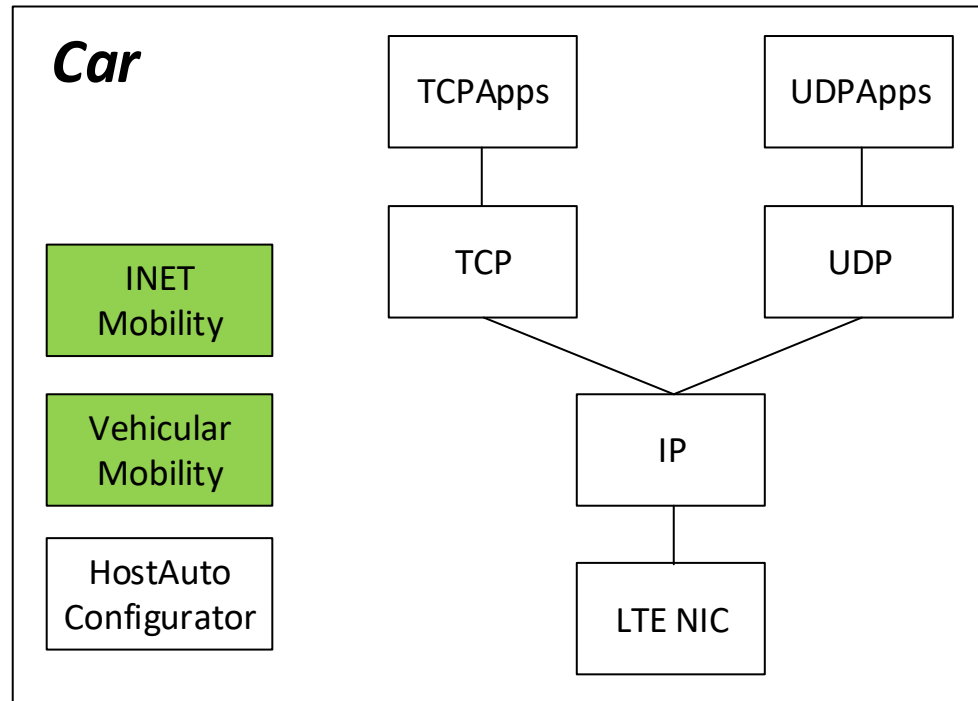 Car
TCPApps
UDPApps
TCP
UDP
INET
Mobility
Vehicular
Mobility
IP
HostAuto
Configurator
LTE NIC